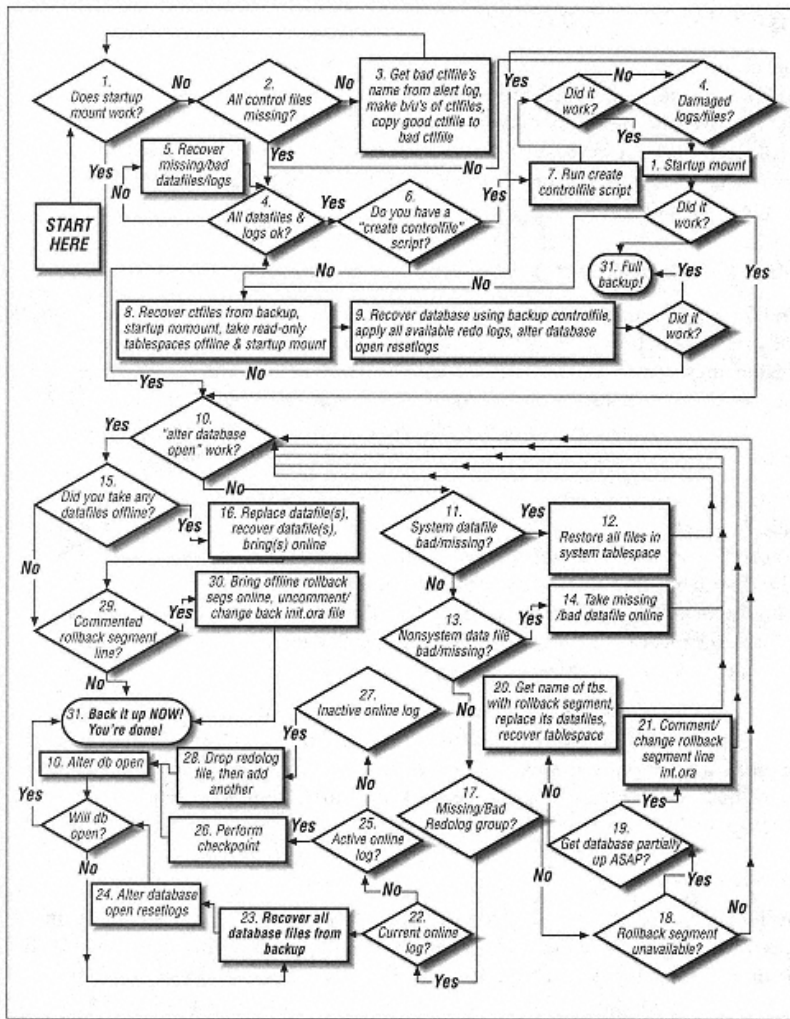 1.
Does startup
mount work?
No
2.
All control files
missing?
No
3. Get bad ctlfile's
name from alert log,
make b/u's of ctlfiles,
copy good ctlfile to
bad ctlfile
Yes
Did it
work?
No
4.
Damaged
logs/files?
Yes
1. Startup mount
Did it
work?
Yes
5. Recover
missing/bad
datafiles/logs
No
Yes
Yes
START
HERE
4.
All datafiles &
logs ok?
Yes
6.
Do you have a
"create controlfile"
script?
Yes
7. Run create
controlfile script
No
No
31. Full
backup!
Yes
8. Recover ctfiles from backup,
startup nomount, take read-only
tablespaces offline & startup mount
9. Recover database using backup controlfile,
apply all available redo logs, alter database
open resetlogs
Did it
work?
No
Yes
10.
"alter database
open" work?
Yes
No
15.
Did you take any
datafiles offline?
Yes
16. Replace datafile(s),
recover datafile(s),
bring(s) online
No
11.
System datafile
bad/missing?
Yes
12.
Restore all files in
system tablespace
No
29.
Commented
rollback segment
line?
Yes
30. Bring offline rollback
segs online, uncomment/
change back init.ora file
No
13.
Nonsystem data file
bad/missing?
Yes
14. Take missing
/bad datafile online
No
31. Back it up NOW!
You're done!
27.
Inactive online log
Yes
No
20. Get name of tbs.
with rollback segment,
replace its datafiles,
recover tablespace
21. Comment/
change rollback
segment line
int.ora
10. Alter db open
28. Drop redolog
file, then add
another
Yes
Will db
open?
No
26. Perform
checkpoint
Yes
25.
Active online
log?
No
17.
Missing/Bad
Redolog group?
No
Yes
No
19.
Get database partially
up ASAP?
Yes
Yes
24. Alter database
open resetlogs
23. Recover all
database files from
backup
22.
Current online
log?
18.
Rollback segment
unavailable?
No